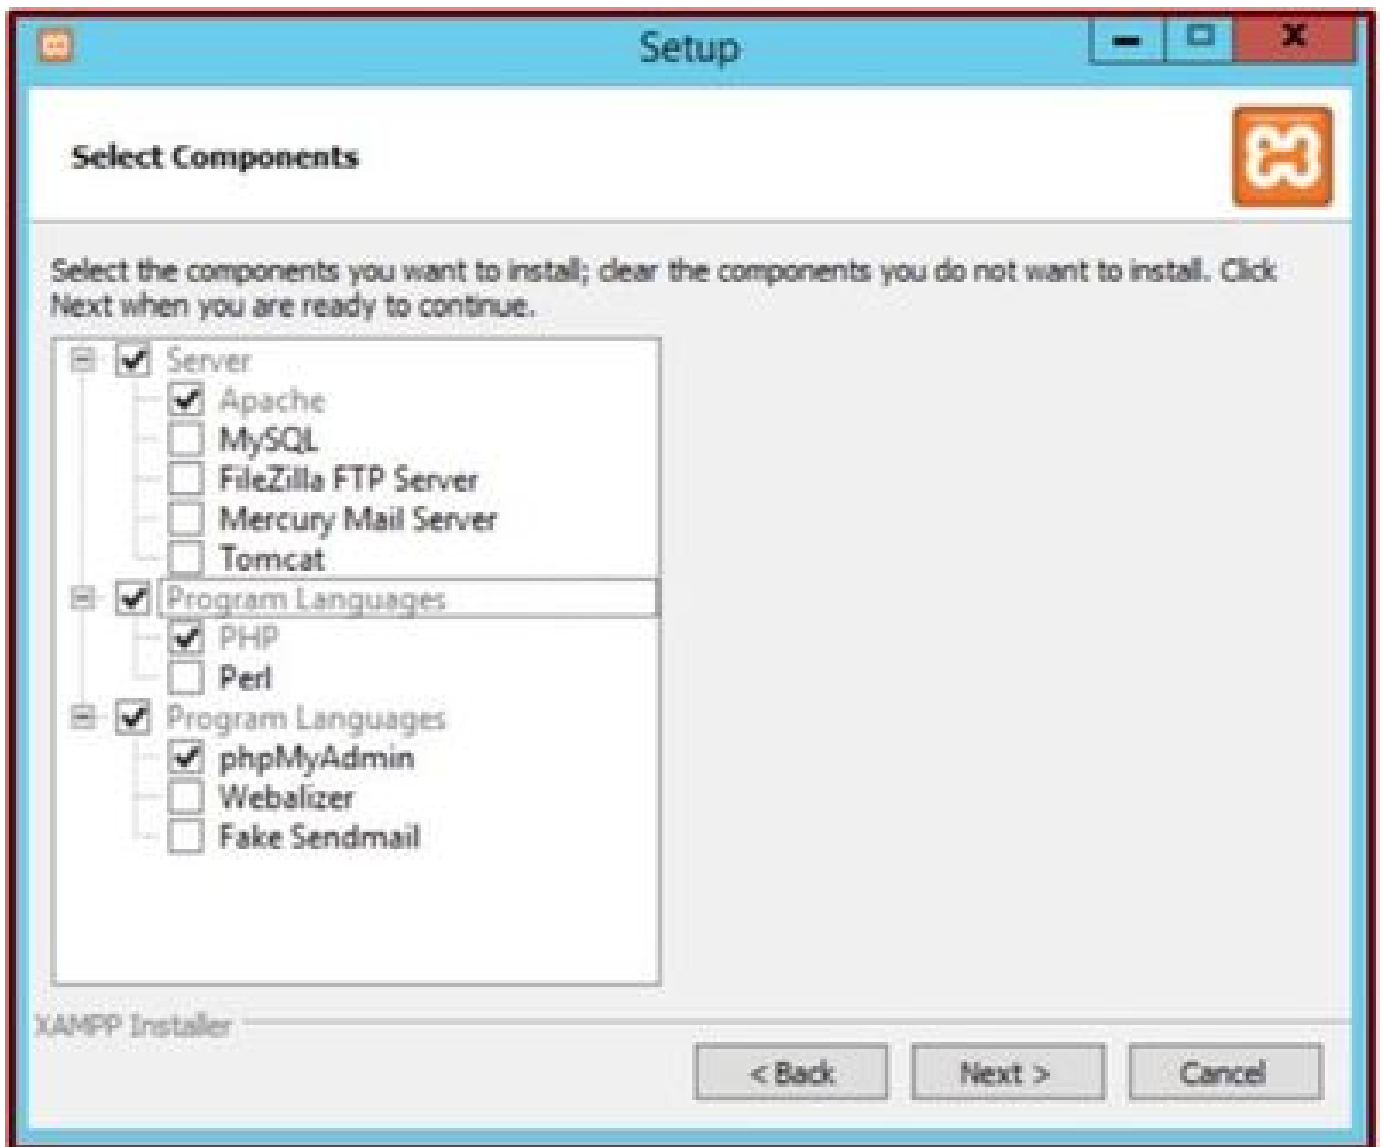 Setup
Select Components
Select the components you want to install; clear the components you do not want to install. Click
Next when you are ready to continue.
Server
Apache
MySQL
FileZilla FTP Server
Mercury Mail Server
Tomcat
Program Languages
PHP
Perl
Program Languages
phpMyAdmin
Webalizer
Fake Sendmail
XAMPP Installer
< Back
Next >
Cancel